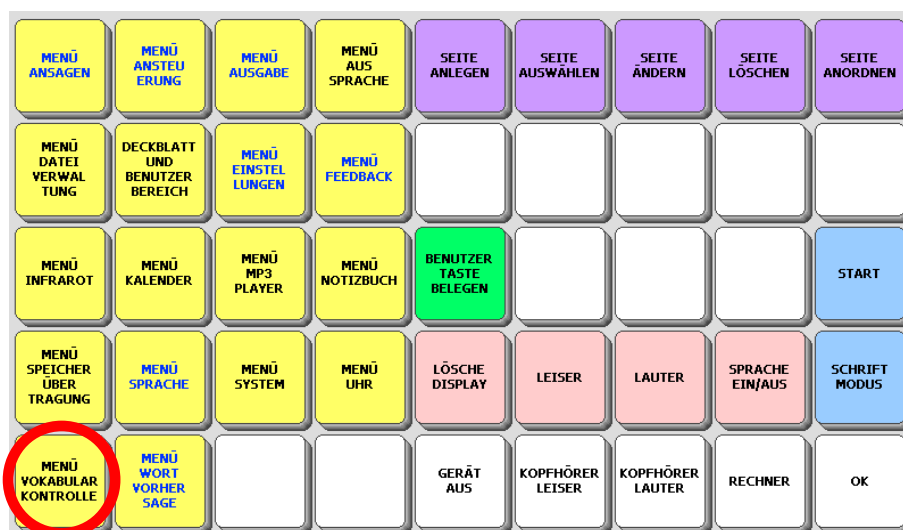 MENÜ
ANSAGEN
MENÜ
ANSTEU
ERUNG
MENÜ
AUSGABE
MENÜ
AUS
SPRACHE
SEITE
ANLEGEN
SEITE
AUSWÄHLEN
SEITE
ÄNDERN
SEITE
LÖSCHEN
SEITE
ANORDNEN
MENÜ
DATEI
VERWAL
TUNG
DECKBLATT
UND
BENUTZER
BEREICH
MENÜ
EINSTEL
LUNGEN
MENÜ
FEEDBACK
MENÜ
INFRAROT
MENÜ
KALENDER
MENÜ
MP3
PLAYER
MENÜ
NOTIZBUCH
BENUTZER
TASTE
BELEGEN
START
MENÜ
SPEICHER
ÜBER
TRAGUNG
MENÜ
SPRACHE
MENÜ
SYSTEM
MENÜ
UHR
LÖSCHE
DISPLAY
LEISER
LAUTER
SPRACHE
EIN/AUS
SCHRIFT
MODUS
MENÜ
VOKABULAR
KONTROLLE
MENÜ
WORT
VORHER
SAGE
GERÄT
AUS
KOPFHÖRER
LEISER
KOPFHÖRER
LAUTER
RECHNER
OK